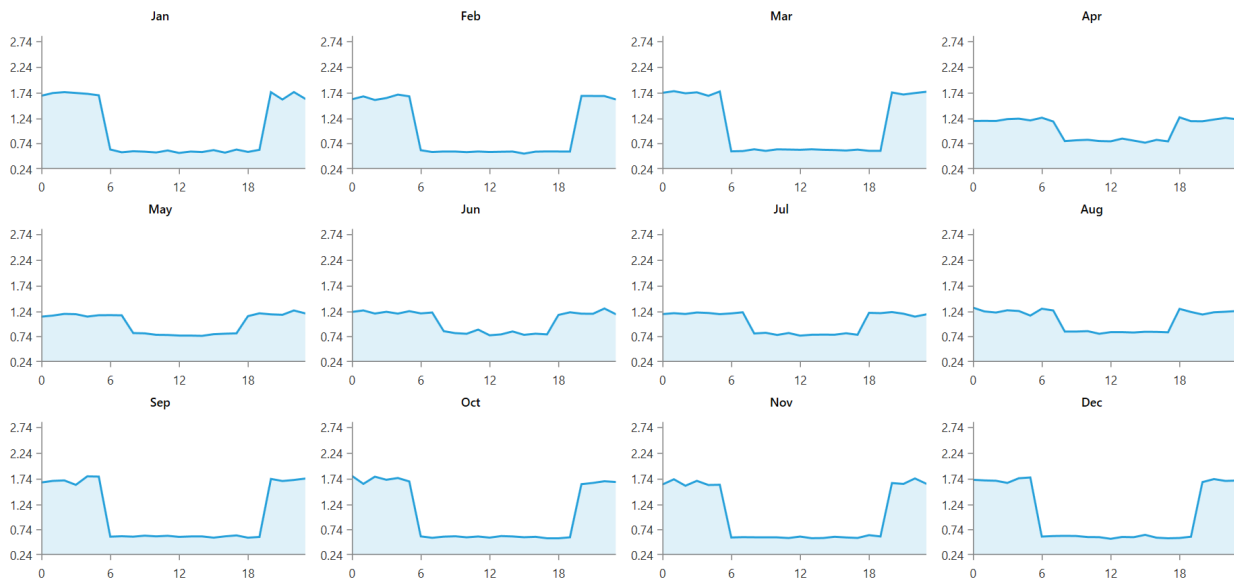 Jan Feb Mar Apr
2.74 2.74 2.74 2.74
2.24 2.24 2.24 2.24
1.74 1.74 1.74 1.74
1.24 1.24 1.24 1.24
0.74 0.74 0.74 0.74
0.24 0.24 0.24 0.24
0 6 12 18 0 6 12 18 0 6 12 18 0 6 12 18
May Jun Jul Aug
2.74 2.74 2.74 2.74
2.24 2.24 2.24 2.24
1.74 1.74 1.74 1.74
1.24 1.24 1.24 1.24
0.74 0.74 0.74 0.74
0.24 0.24 0.24 0.24
0 6 12 18 0 6 12 18 0 6 12 18 0 6 12 18
Sep Oct Nov Dec
2.74 2.74 2.74 2.74
2.24 2.24 2.24 2.24
1.74 1.74 1.74 1.74
1.24 1.24 1.24 1.24
0.74 0.74 0.74 0.74
0.24 0.24 0.24 0.24
0 6 12 18 0 6 12 18 0 6 12 18 0 6 12 18